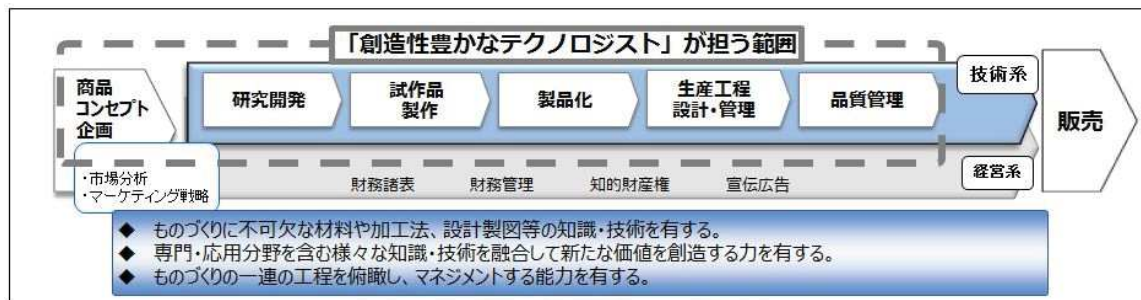 「創造性豊かなテクノロジスト」が担う範囲
商品
コンセプト
企画
研究開発
試作品
製作
製品化
生産工程
設計・管理
品質管理
技術系
販売
・市場分析
・マーケティング戦略
財務諸表
財務管理
知的財産権
宣伝広告
経営系
◆ ものづくりに不可欠な材料や加工法、設計製図等の知識・技術を有する。
◆ 専門・応用分野を含む様々な知識・技術を融合して新たな価値を創造する力を有する。
◆ ものづくりの一連の工程を俯瞰し、マネジメントする能力を有する。